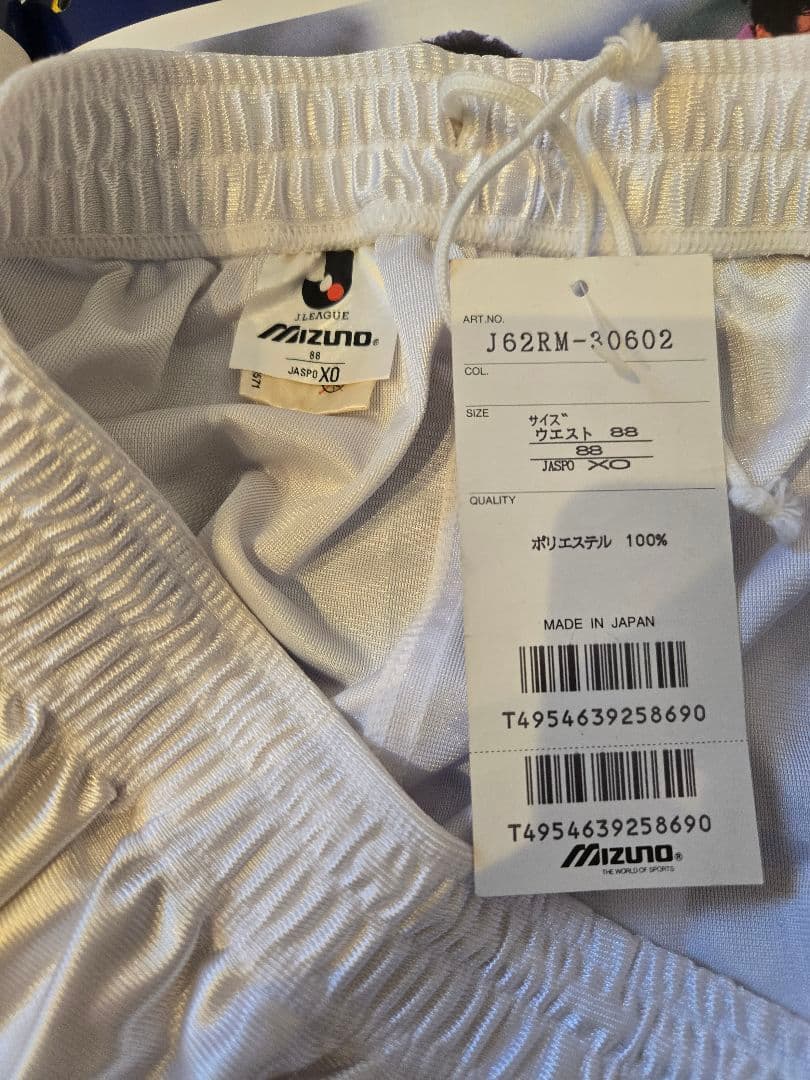 J.LEAGUE
MIZUNO®
88
JASPO XO
671
ART.NO.
J62RM-30602
COL.
SIZE
サイズ
ウエスト 88
88
JASPO XO
QUALITY
ポリエステル 100%
MADE IN JAPAN
T4954639258690
T4954639258690
MIZUNO®
THE WORLD OF SPORTS